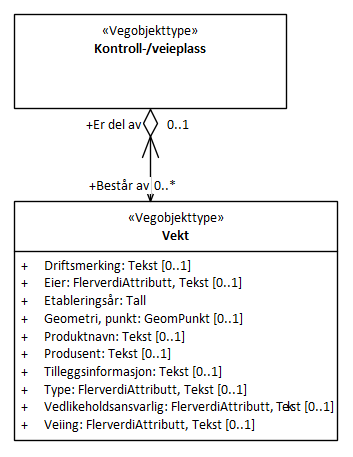 «Vegobjekttype»
Kontroll-/veieplass
+Er del av 0..1
+Består av 0..*
«Vegobjekttype»
Vekt
+ Driftsmerking: Tekst [0..1]
+ Eier: FlerverdiAttributt, Tekst [0..1]
+ Etableringsår: Tall
+ Geometri, punkt: GeomPunkt [0..1]
+ Produktnavn: Tekst [0..1]
+ Produsent: Tekst [0..1]
+ Tilleggsinformasjon: Tekst [0..1]
+ Type: FlerverdiAttributt, Tekst [0..1]
+ Vedlikeholdsansvarlig: FlerverdiAttributt, Tekst [0..1]
+ Veiing: FlerverdiAttributt, Tekst [0..1]